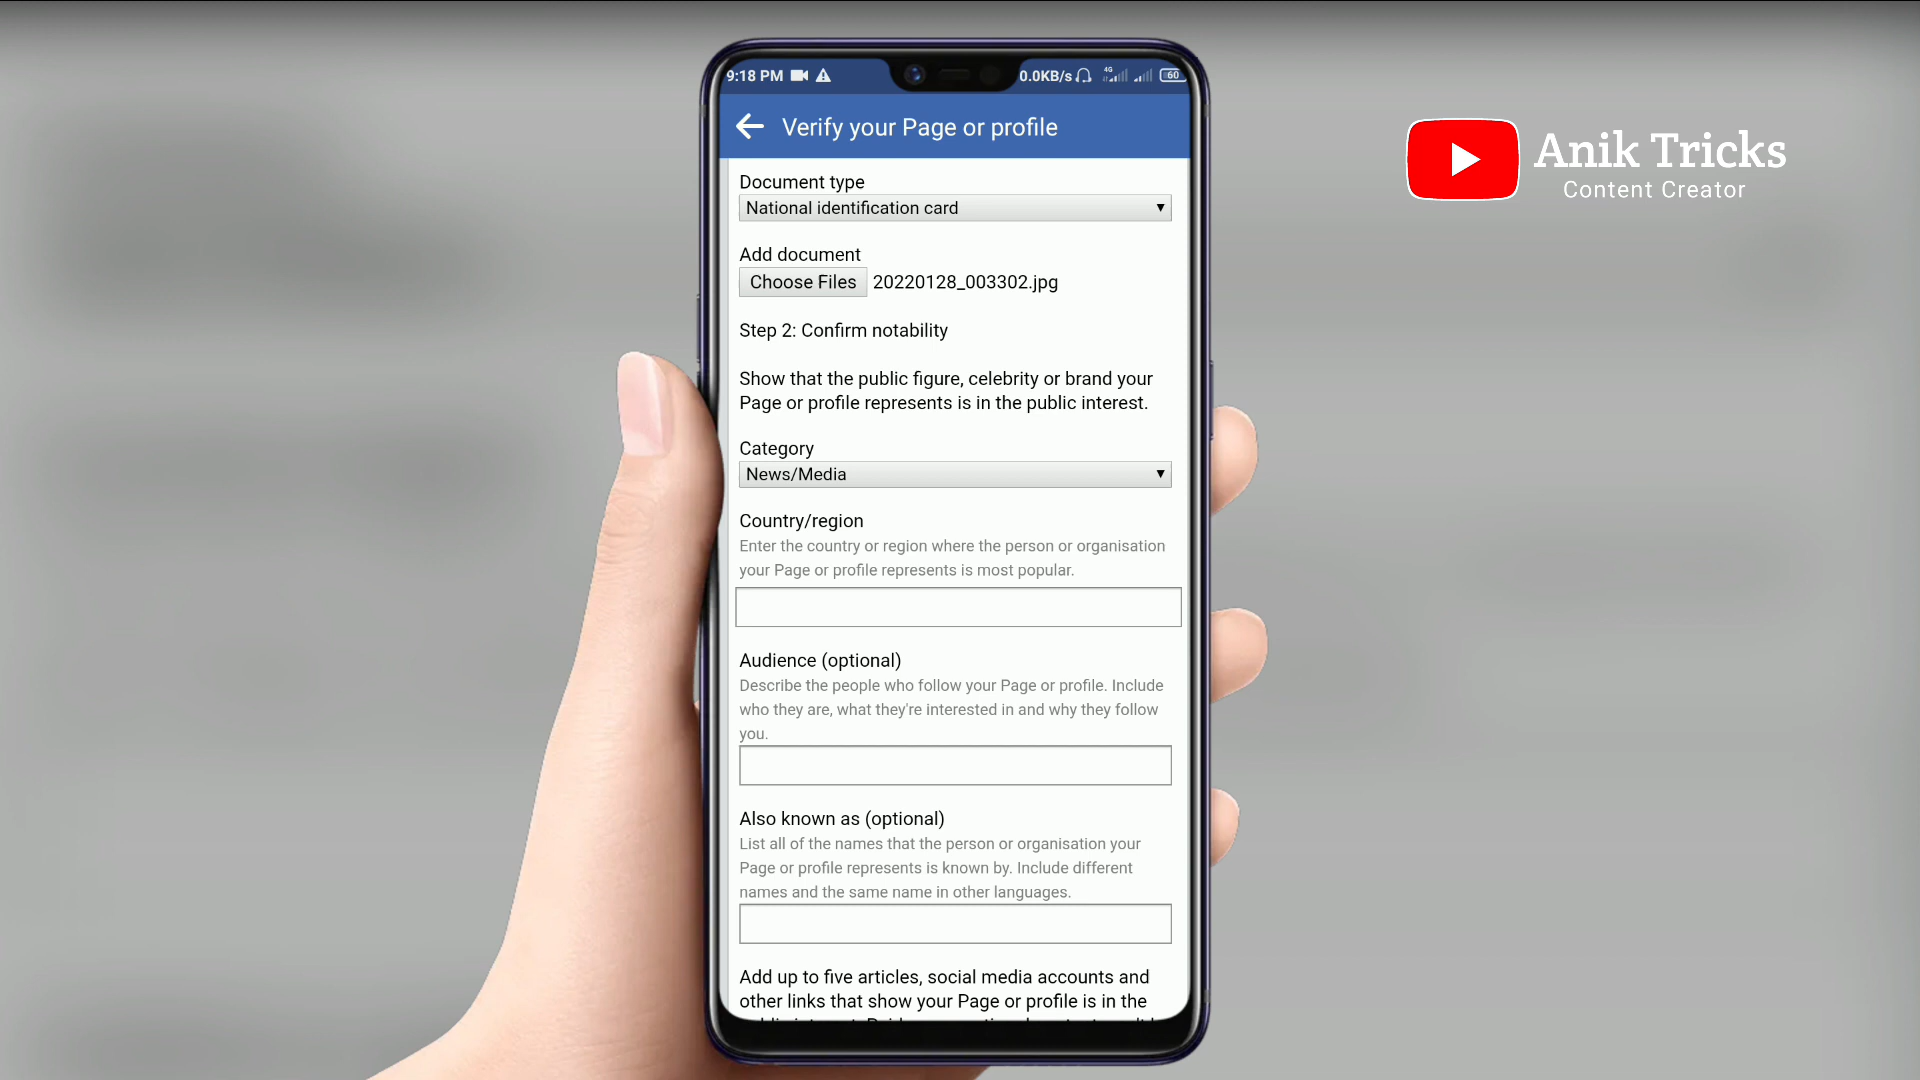 9:18 PM
0.0KB/s 4G 60
Verify your Page or profile
Anik Tricks
Content Creator
Document type
National identification card
Add document
Choose Files 20220128_003302.jpg
Step 2: Confirm notability
Show that the public figure, celebrity or brand your
Page or profile represents is in the public interest.
Category
News/Media
Country/region
Enter the country or region where the person or organisation
your Page or profile represents is most popular.
Audience (optional)
Describe the people who follow your Page or profile. Include
who they are, what they're interested in and why they follow
you.
Also known as (optional)
List all of the names that the person or organisation your
Page or profile represents is known by. Include different
names and the same name in other languages.
Add up to five articles, social media accounts and
other links that show your Page or profile is in the